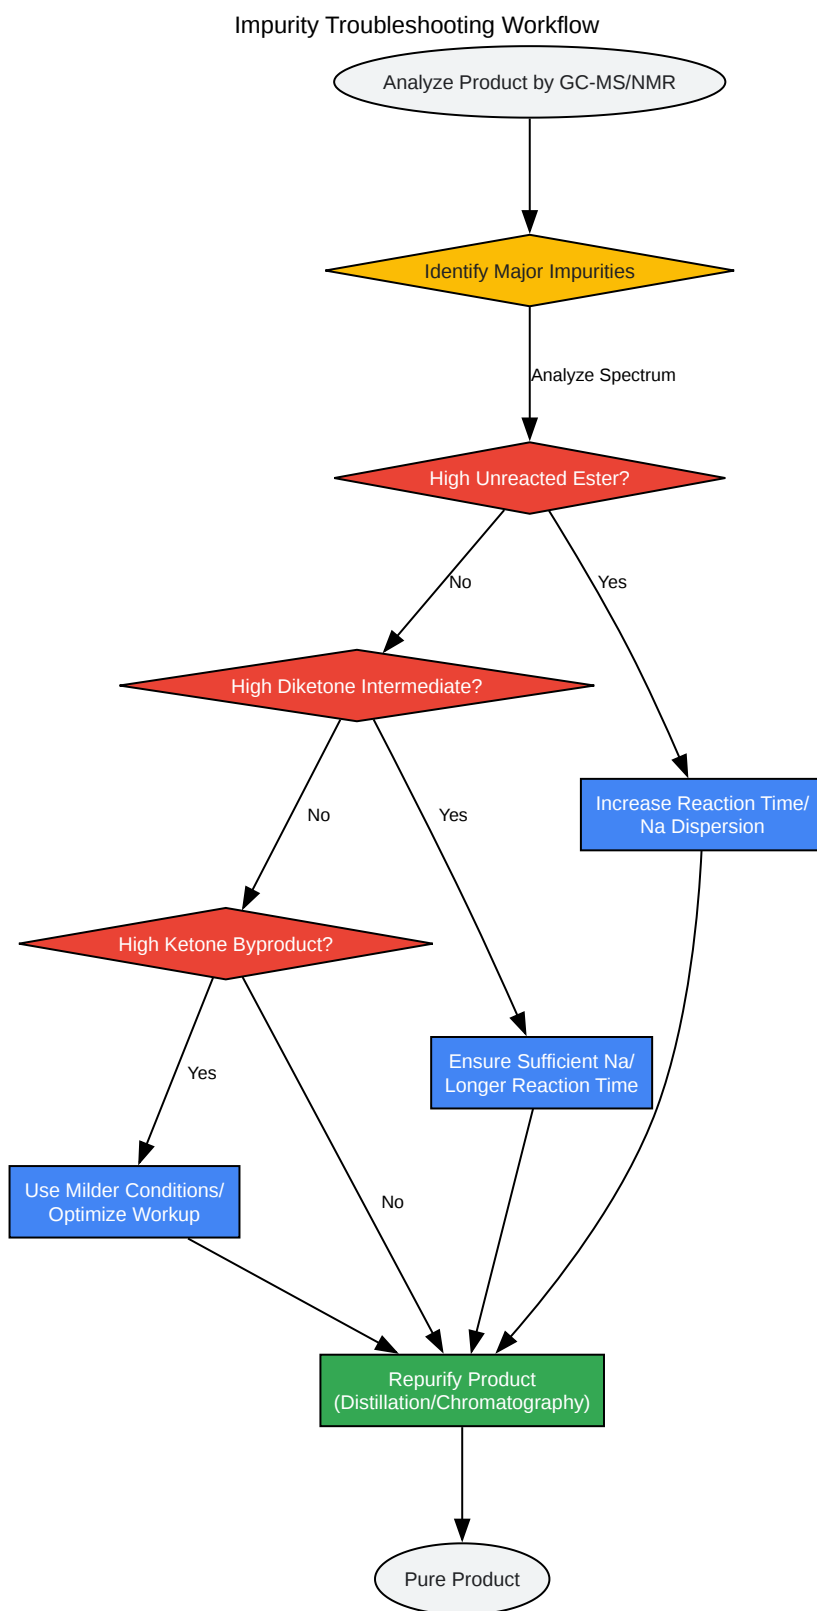 Impurity Troubleshooting Workflow
Analyze Product by GC-MS/NMR
Identify Major Impurities
Analyze Spectrum
High Unreacted Ester?
No
Yes
High Diketone Intermediate?
Increase Reaction Time/
Na Dispersion
No
Yes
High Ketone Byproduct?
Ensure Sufficient Na/
Longer Reaction Time
Yes
Use Milder Conditions/
Optimize Workup
No
Repurify Product
(Distillation/Chromatography)
Pure Product